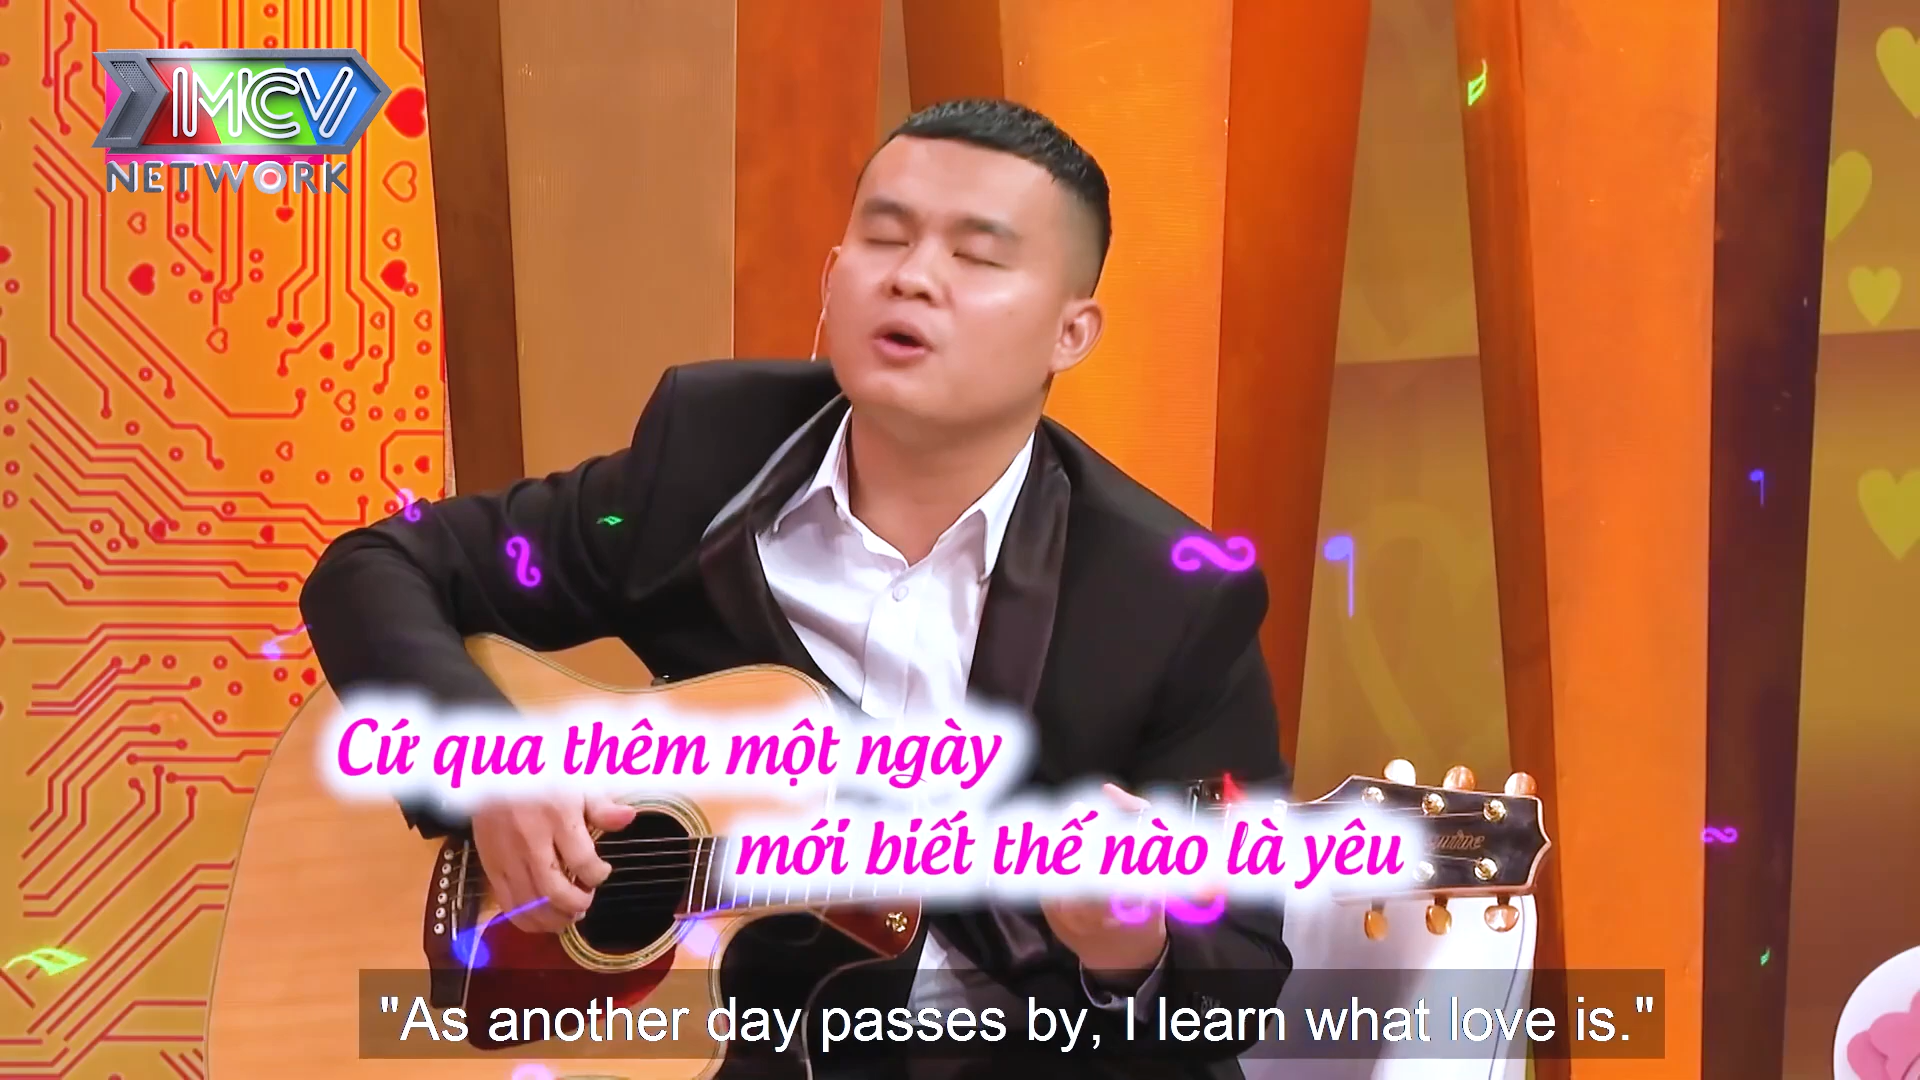 MCV
NETWORK
Cứ qua thêm một ngày
mới biết thế nào là yêu
"As another day passes by, I learn what love is."